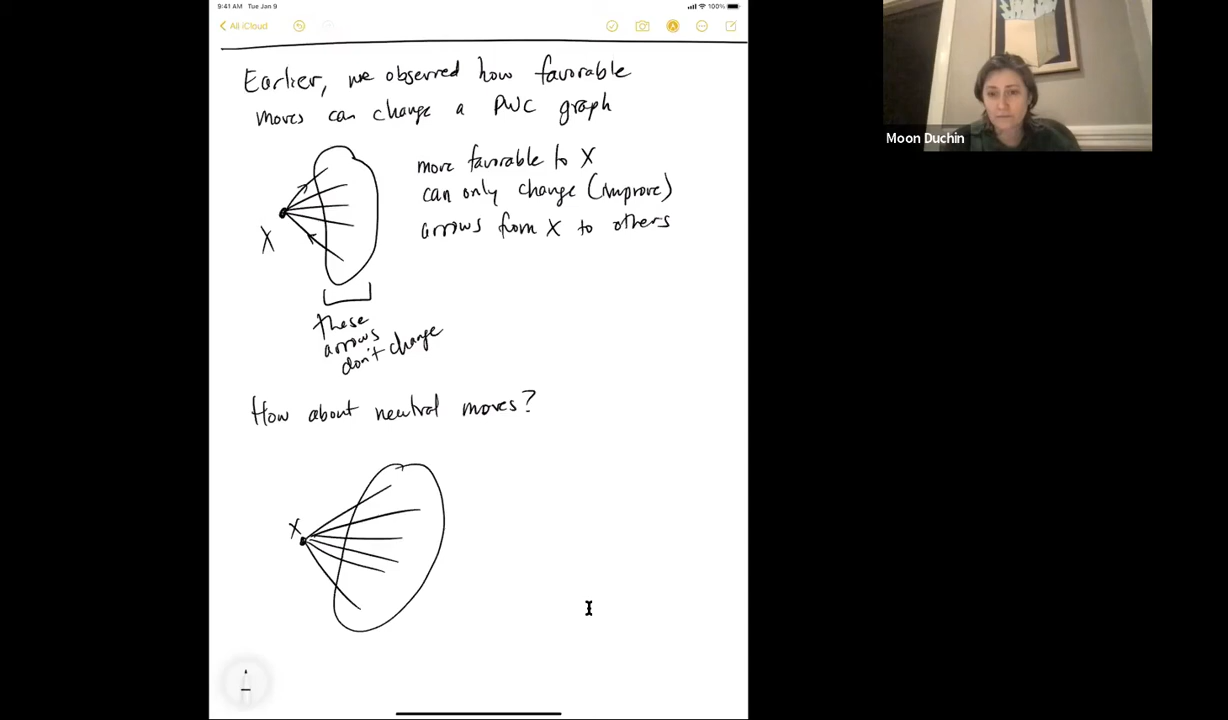 9:41 AM Tue Jan 9
100%
All iCloud
Earlier, we observed how favorable
moves can change a PWC graph
more favorable to X
can only change (improve)
arrows from X to others
X
these
arrows
don't change
How about neutral moves?
X
Moon Duchin